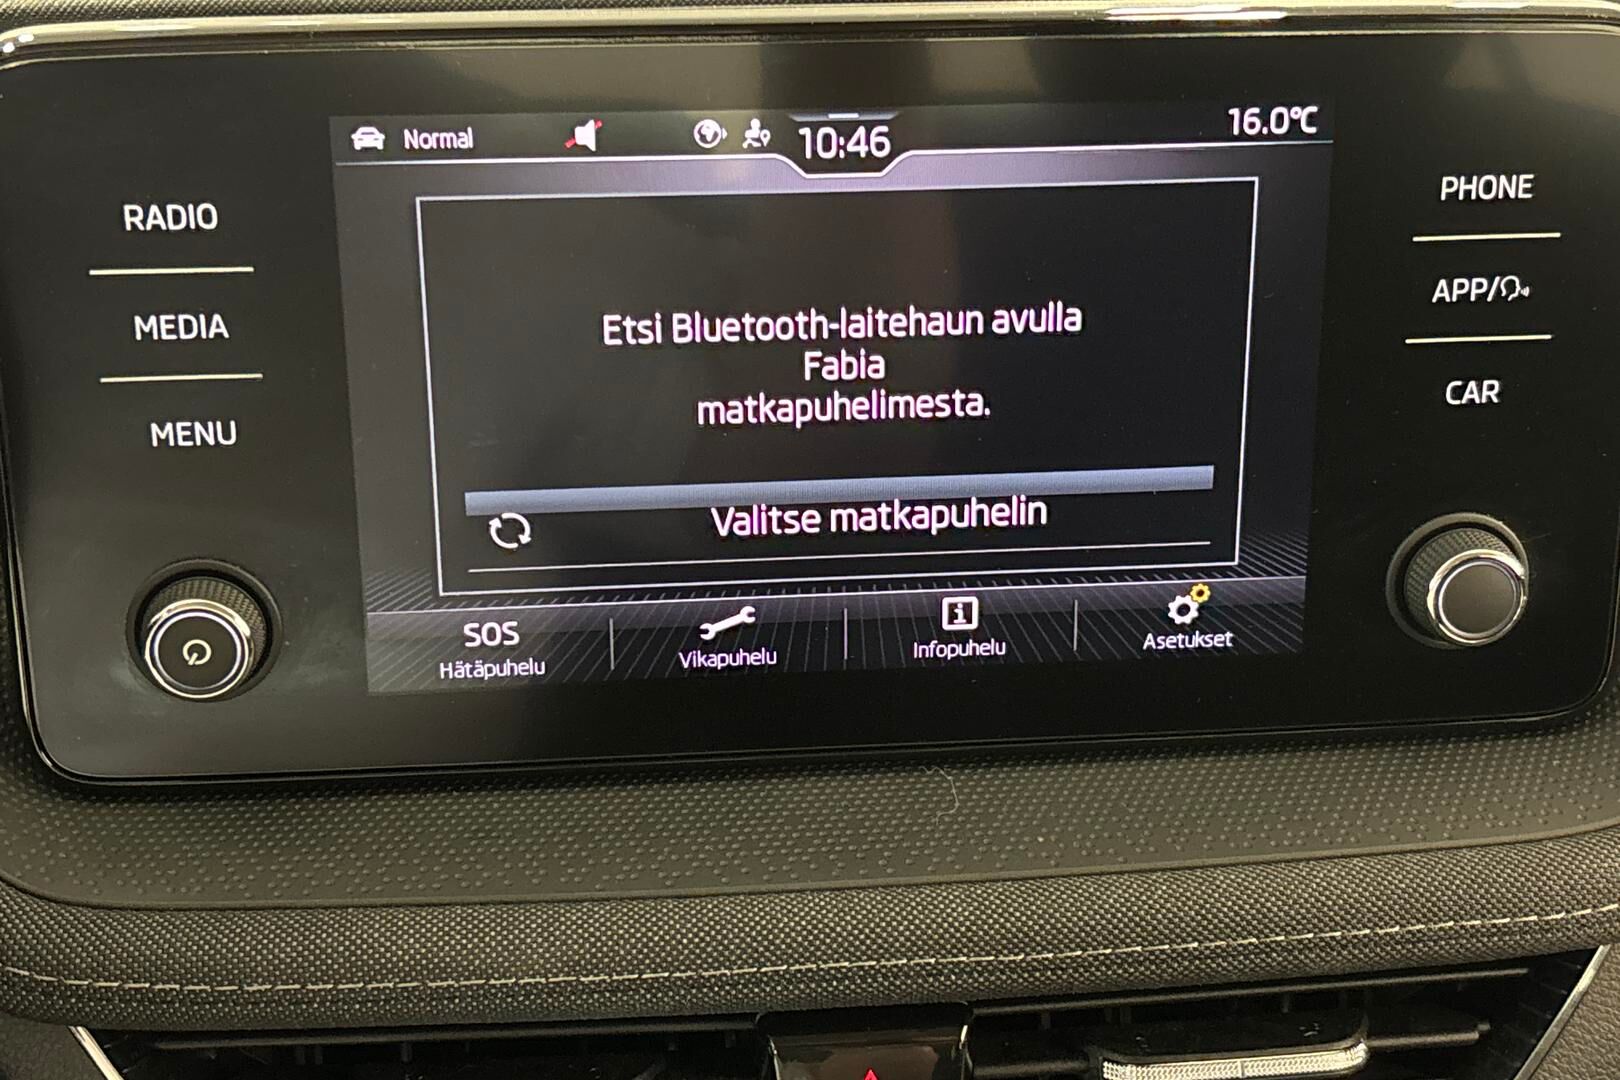 Normal
10:46
16.0°C
RADIO
MEDIA
MENU
PHONE
APP/
CAR
Etsi Bluetooth-laitehaun avulla
Fabia
matkapuhelimesta.
Valitse matkapuhelin
SOS
Hätäpuhelu
Vikapuhelu
i
Infopuhelu
Asetukset